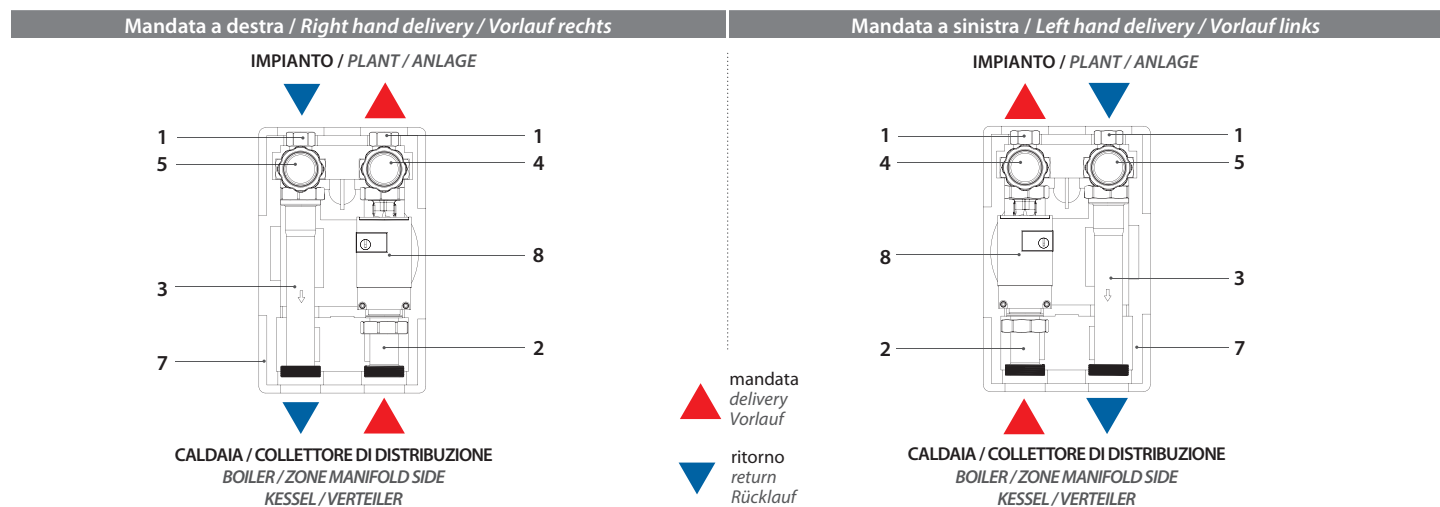 Mandata a destra / Right hand delivery / Vorlauf rechts
IMPIANTO / PLANT / ANLAGE
1
1
5
4
8
3
2
7
CALDAIA / COLLETTORE DI DISTRIBUZIONE
BOILER / ZONE MANIFOLD SIDE
KESSEL / VERTEILER
mandata
delivery
Vorlauf
ritorno
return
Rücklauf
Mandata a sinistra / Left hand delivery / Vorlauf links
IMPIANTO / PLANT / ANLAGE
1
1
4
5
8
3
2
7
CALDAIA / COLLETTORE DI DISTRIBUZIONE
BOILER / ZONE MANIFOLD SIDE
KESSEL / VERTEILER